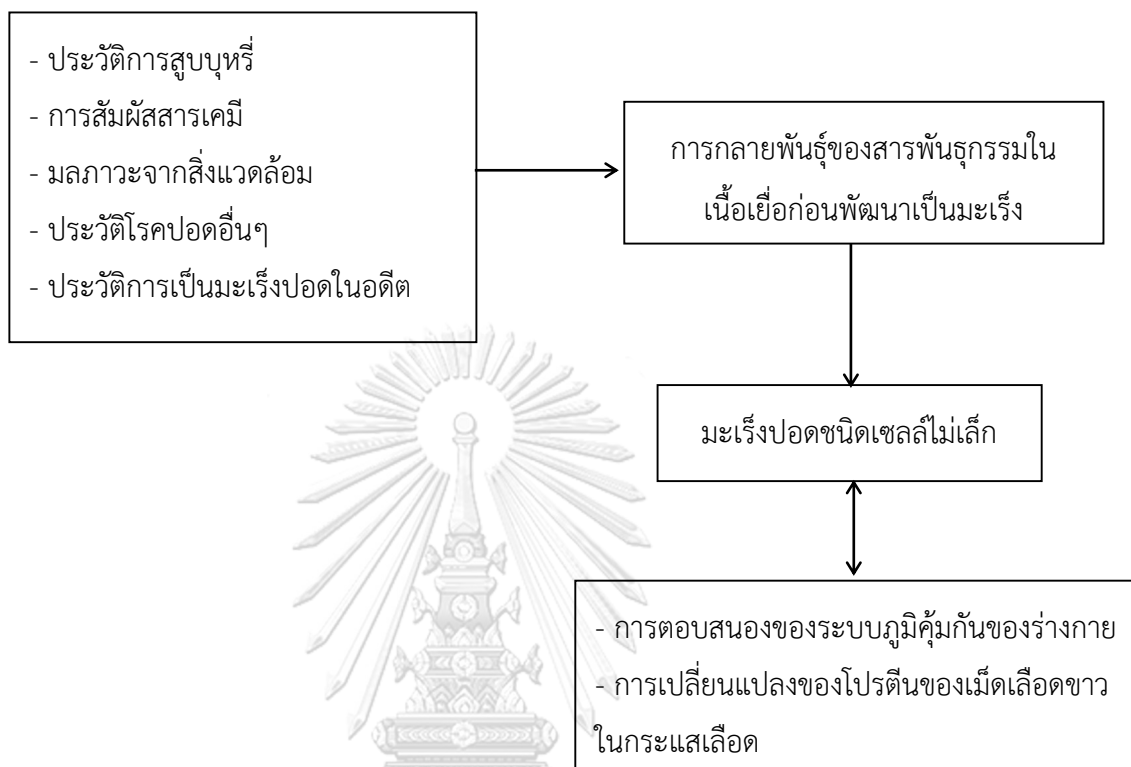 - ประวัติการสูบบุหรี่
- การสัมผัสสารเคมี
- มลภาวะจากสิ่งแวดล้อม
- ประวัติโรคปอดอื่นๆ
- ประวัติการเป็นมะเร็งปอดในอดีต
การกลายพันธุ์ของสารพันธุกรรมใน
เนื้อเยื่อก่อนพัฒนาเป็นมะเร็ง
มะเร็งปอดชนิดเซลล์ไม่เล็ก
- การตอบสนองของระบบภูมิคุ้มกันของร่างกาย
- การเปลี่ยนแปลงของโปรตีนของเม็ดเลือดขาว
ในกระแสเลือด